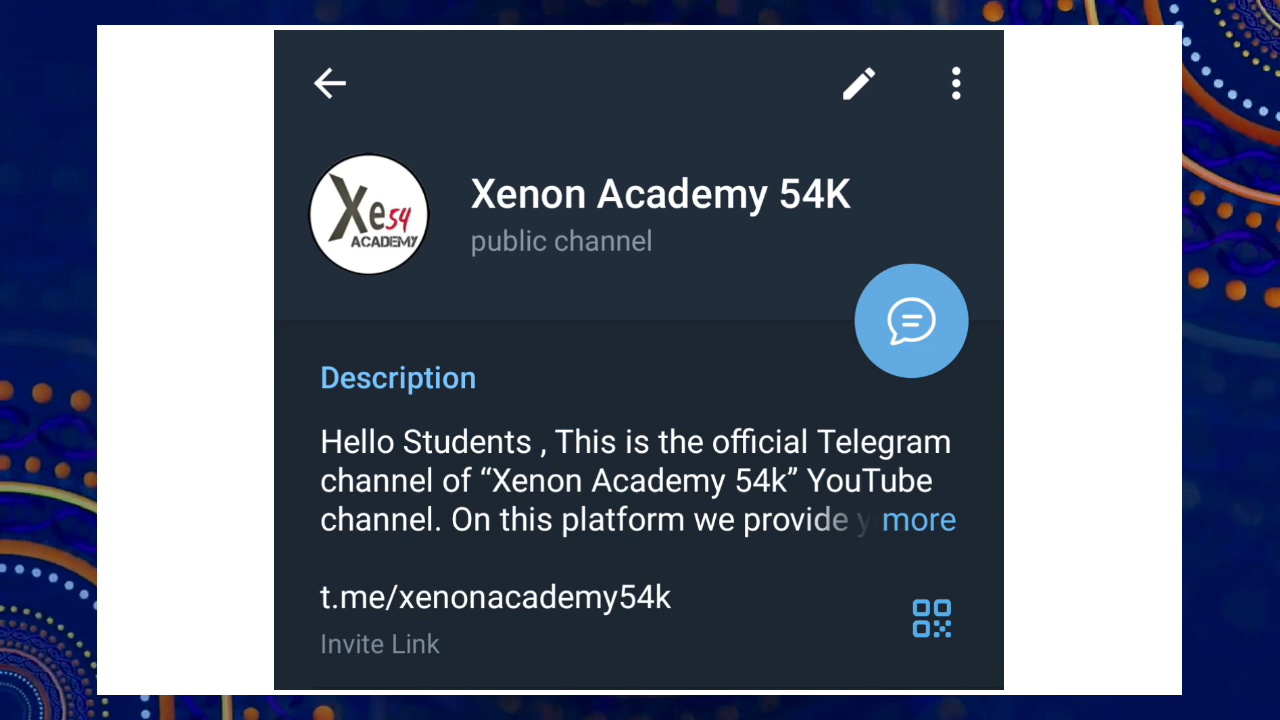 Xe54
ACADEMY
Xenon Academy 54K
public channel
Description
Hello Students , This is the official Telegram
channel of “Xenon Academy 54k” YouTube
channel. On this platform we provide y more
t.me/xenonacademy54k
Invite Link